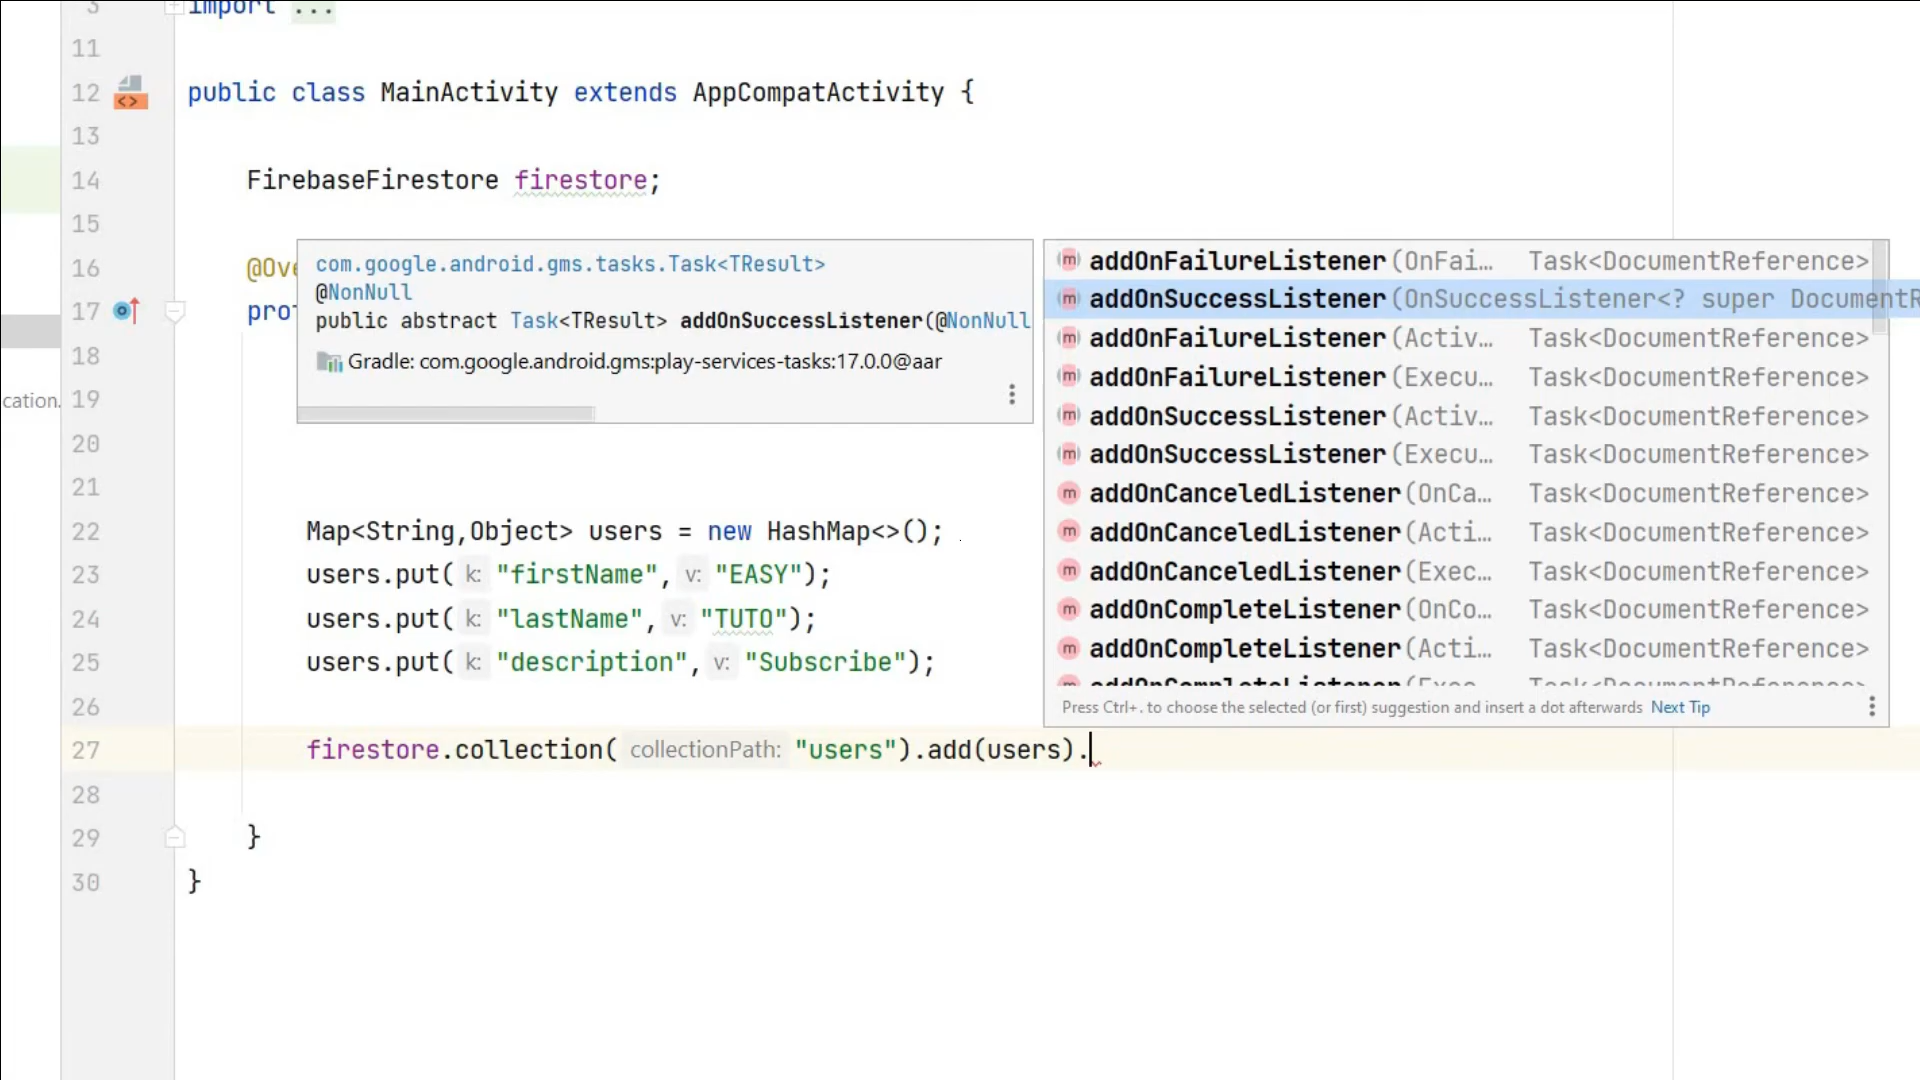 3 import ...
11
12 public class MainActivity extends AppCompatActivity {
13
14 FirebaseFirestore firestore;
15
16 @Ove
17 pro
18
cation. 19
20
21
22 Map<String,Object> users = new HashMap<>();
23 users.put( k: "firstName", v: "EASY");
24 users.put( k: "lastName", v: "TUTO");
25 users.put( k: "description", v: "Subscribe");
26
27 firestore.collection( collectionPath: "users").add(users).
28
29 }
30 }
com.google.android.gms.tasks.Task<TResult>
@NonNull
public abstract Task<TResult> addOnSuccessListener(@NonNull
Gradle: com.google.android.gms:play-services-tasks:17.0.0@aar
m addOnFailureListener(OnFai… Task<DocumentReference>
m addOnSuccessListener(OnSuccessListener<? super DocumentR
m addOnFailureListener(Activ… Task<DocumentReference>
m addOnFailureListener(Execu… Task<DocumentReference>
m addOnSuccessListener(Activ… Task<DocumentReference>
m addOnSuccessListener(Execu… Task<DocumentReference>
m addOnCanceledListener(OnCa… Task<DocumentReference>
m addOnCanceledListener(Acti… Task<DocumentReference>
m addOnCanceledListener(Exec… Task<DocumentReference>
m addOnCompleteListener(OnCo… Task<DocumentReference>
m addOnCompleteListener(Acti… Task<DocumentReference>
m addOnCompleteListener(Exec… Task<DocumentReference>
Press Ctrl+. to choose the selected (or first) suggestion and insert a dot afterwards Next Tip